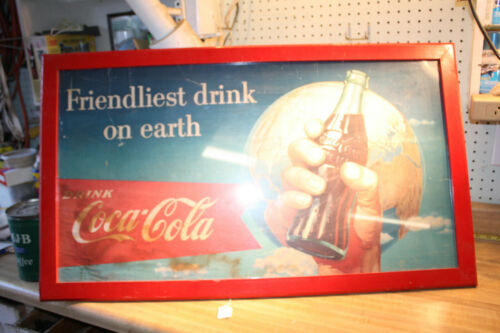 Friendliest drink
on earth
DRINK
Coca-Cola